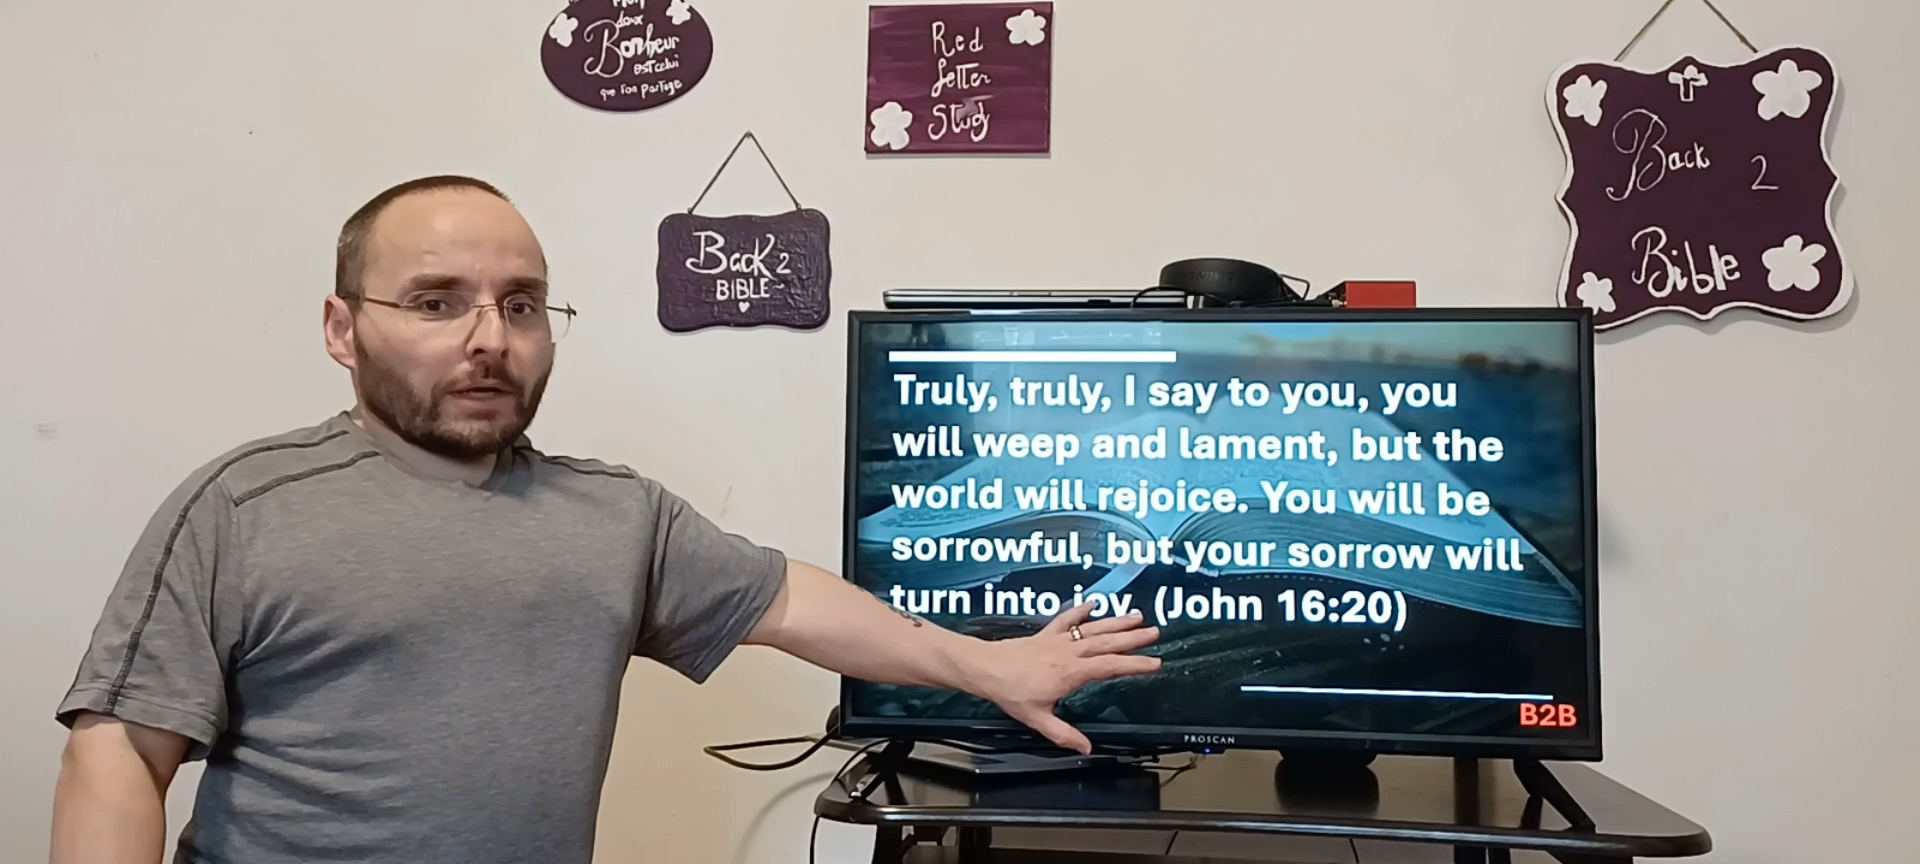 Mon
doux
Bonheur
est celui
que l'on partage
Red
Letter
Study
Back 2
BIBLE
Back 2
Bible
Truly, truly, I say to you, you
will weep and lament, but the
world will rejoice. You will be
sorrowful, but your sorrow will
turn into joy. (John 16:20)
B2B
PROSCAN